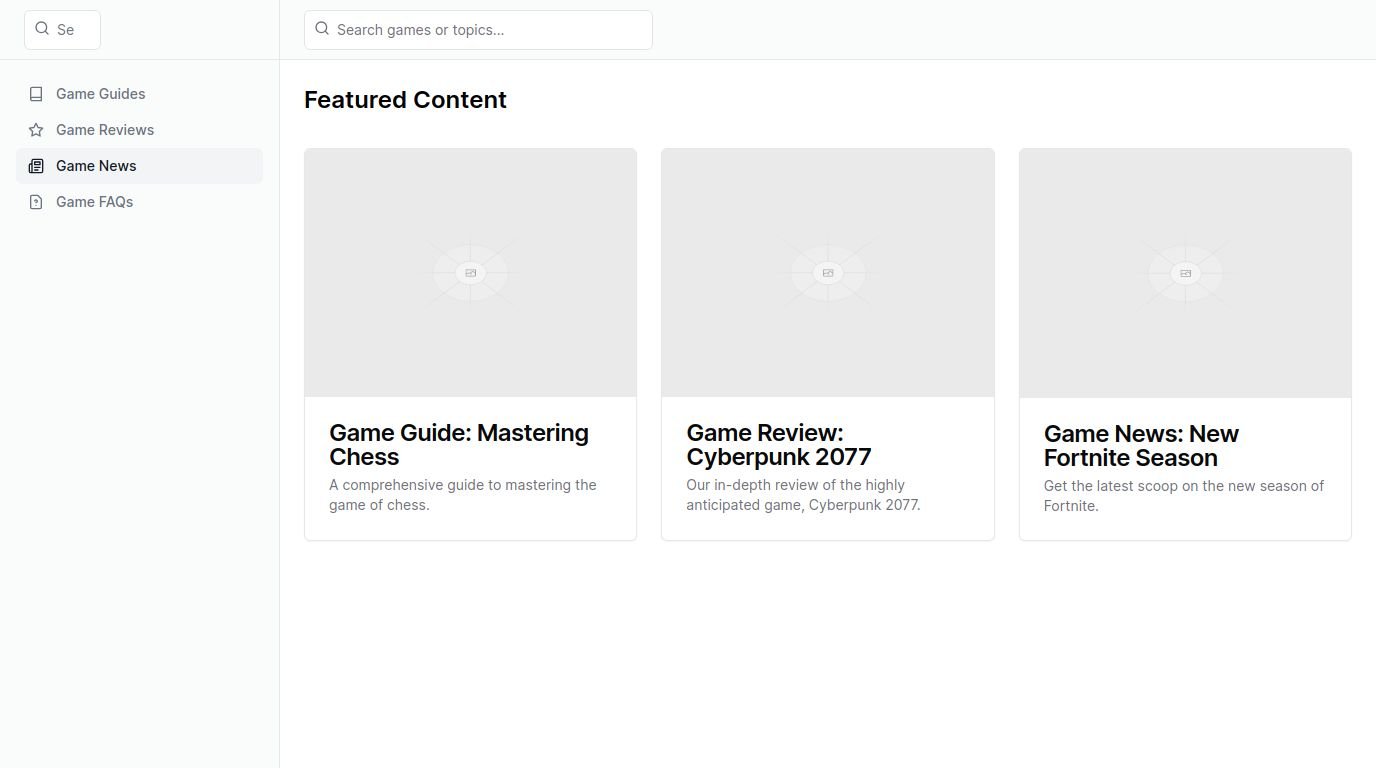 Se
Search games or topics...
Game Guides
Game Reviews
Game News
Game FAQs
Featured Content
Game Guide: Mastering
Chess
A comprehensive guide to mastering the
game of chess.
Game Review:
Cyberpunk 2077
Our in-depth review of the highly
anticipated game, Cyberpunk 2077.
Game News: New
Fortnite Season
Get the latest scoop on the new season of
Fortnite.